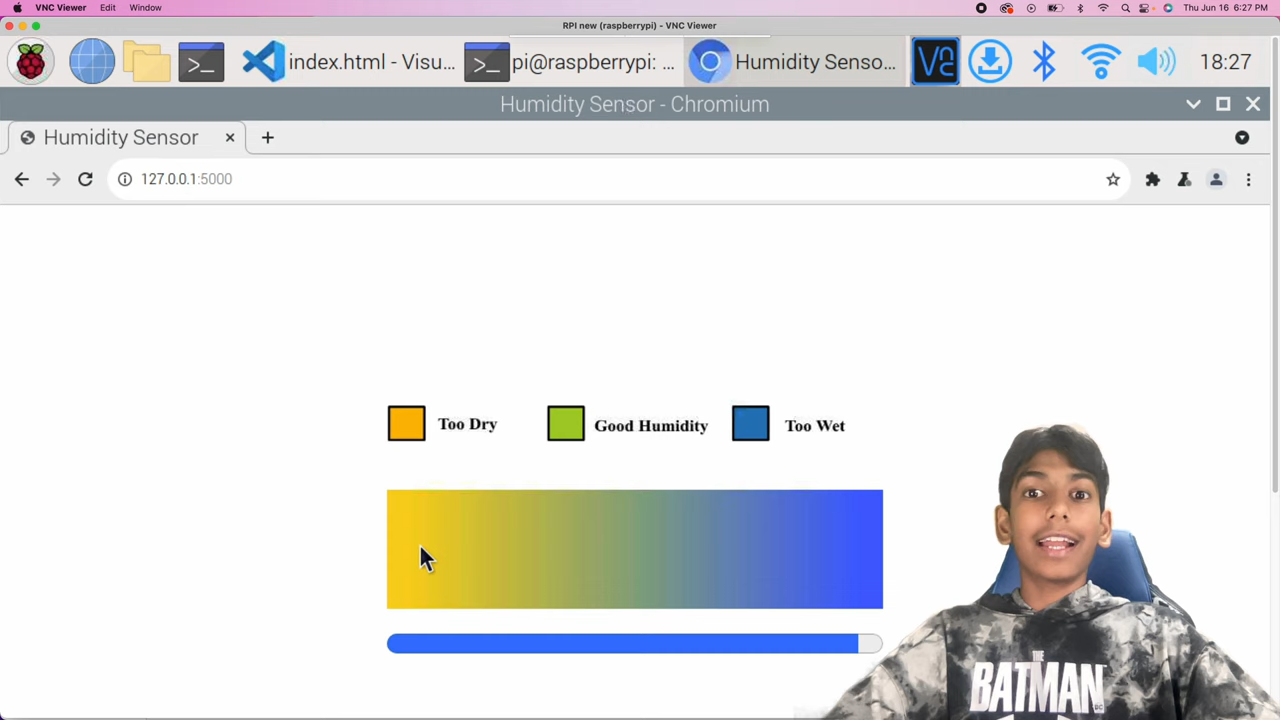 VNC Viewer Edit Window Thu Jun 16 6:27 PM
RPI new (raspberrypi) - VNC Viewer
index.html - Visu... pi@raspberrypi: ... Humidity Senso... 18:27
Humidity Sensor - Chromium
Humidity Sensor
127.0.0.1:5000
Too Dry Good Humidity Too Wet
THE
BATMAN
DC